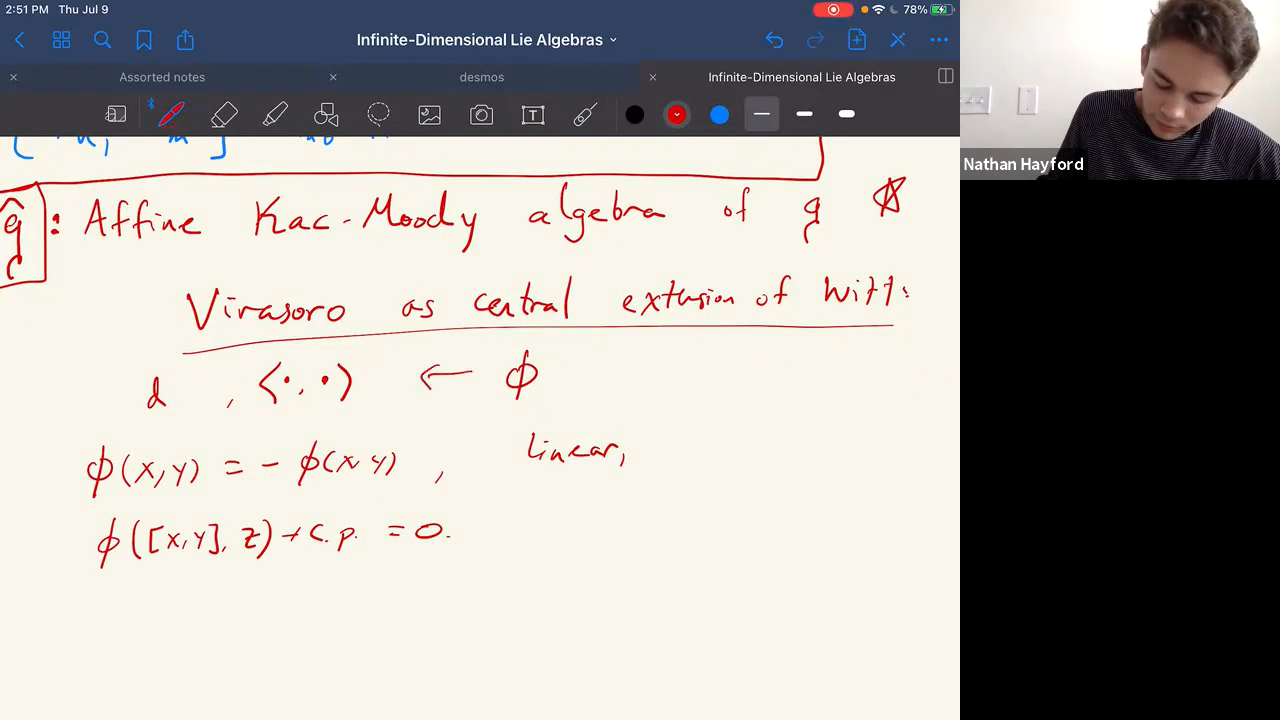 2:51 PM Thu Jul 9
78%
Infinite-Dimensional Lie Algebras
Assorted notes
desmos
Infinite-Dimensional Lie Algebras
Nathan Hayford
ĝ : Affine Kac-Moody algebra of g ☆
Virasoro as central extension of Witt:
d , ⟨·,·⟩ ← ϕ
ϕ(X,Y) = - ϕ(X Y) , linear,
ϕ([X,Y], Z) + C.P. = 0.